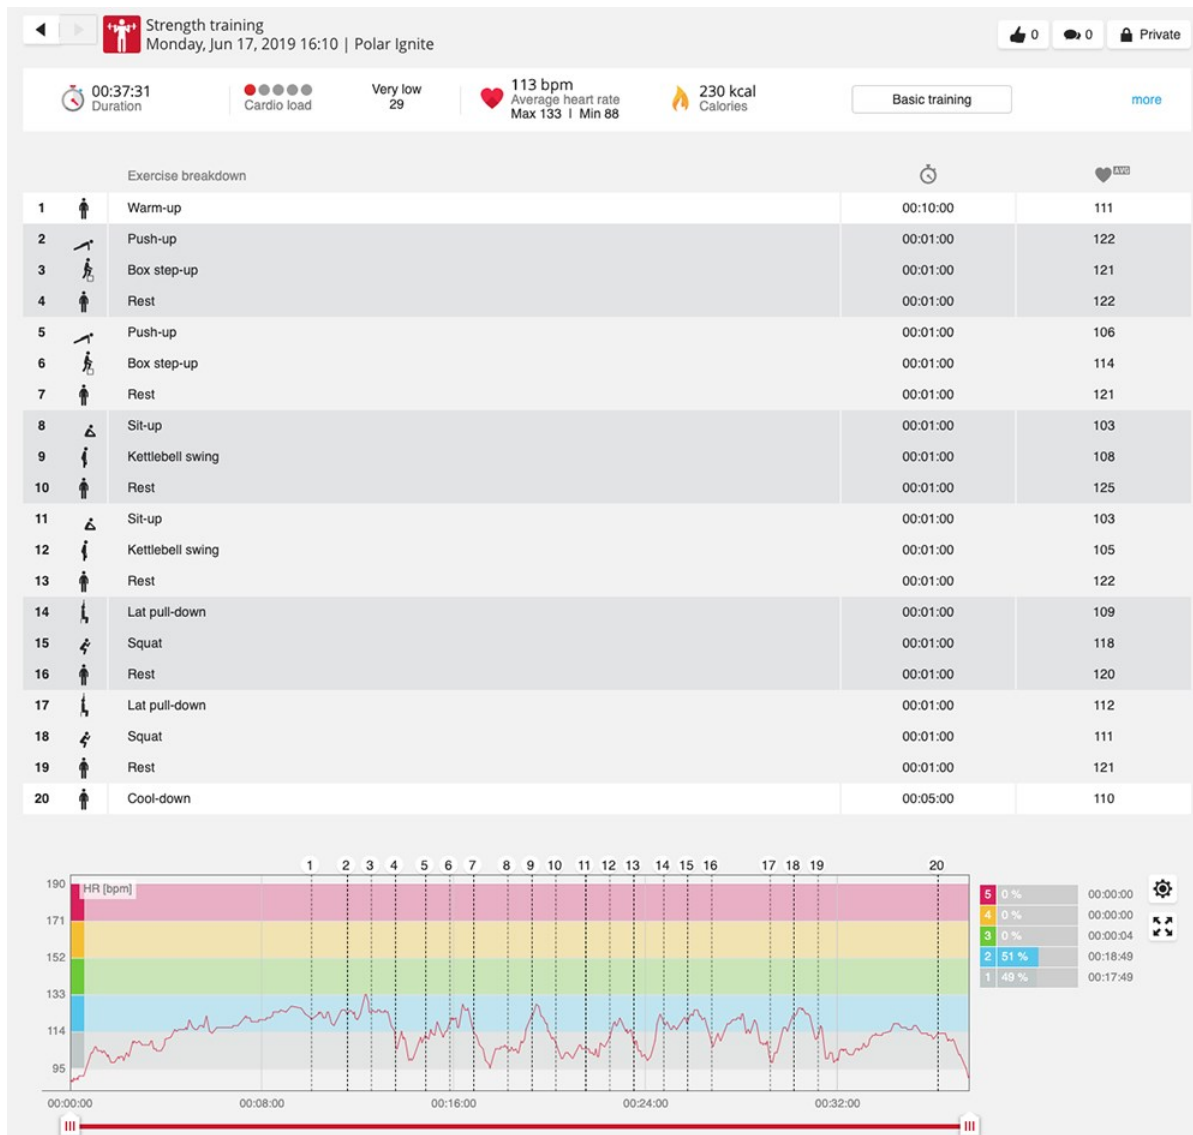 Strength training
Monday, Jun 17, 2019 16:10 | Polar Ignite
0
0
Private
00:37:31
Duration
Cardio load
Very low
29
113 bpm
Average heart rate
Max 133 | Min 88
230 kcal
Calories
Basic training
more
Exercise breakdown
AVG
1 Warm-up 00:10:00 111
2 Push-up 00:01:00 122
3 Box step-up 00:01:00 121
4 Rest 00:01:00 122
5 Push-up 00:01:00 106
6 Box step-up 00:01:00 114
7 Rest 00:01:00 121
8 Sit-up 00:01:00 103
9 Kettlebell swing 00:01:00 108
10 Rest 00:01:00 125
11 Sit-up 00:01:00 103
12 Kettlebell swing 00:01:00 105
13 Rest 00:01:00 122
14 Lat pull-down 00:01:00 109
15 Squat 00:01:00 118
16 Rest 00:01:00 120
17 Lat pull-down 00:01:00 112
18 Squat 00:01:00 111
19 Rest 00:01:00 121
20 Cool-down 00:05:00 110
1 2 3 4 5 6 7 8 9 10 11 12 13 14 15 16 17 18 19 20
HR [bpm]
190
171
152
133
114
95
00:00:00 00:08:00 00:16:00 00:24:00 00:32:00
5 0 % 00:00:00
4 0 % 00:00:00
3 0 % 00:00:04
2 51 % 00:18:49
1 49 % 00:17:49